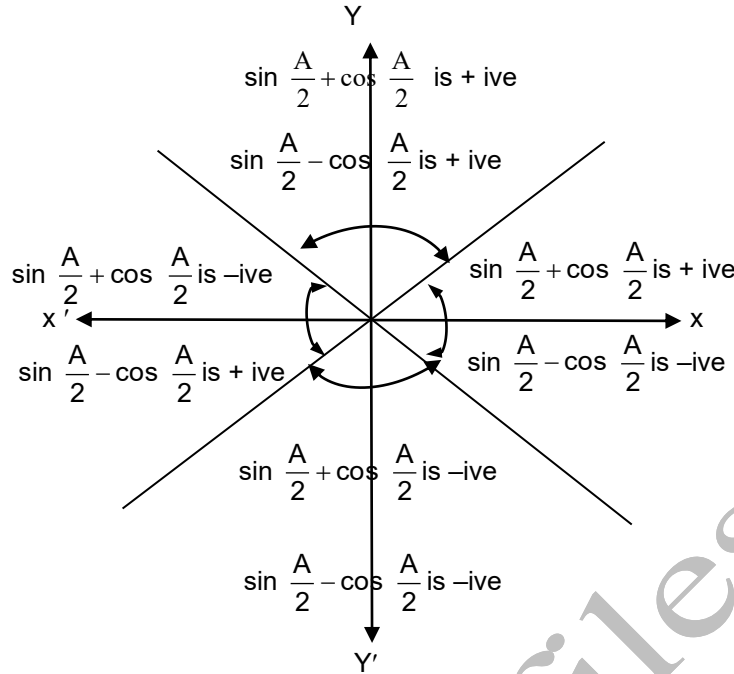 Y
sin A/2 + cos A/2 is + ive
sin A/2 − cos A/2 is + ive
sin A/2 + cos A/2 is –ive
sin A/2 + cos A/2 is + ive
x′
x
sin A/2 − cos A/2 is + ive
sin A/2 − cos A/2 is –ive
sin A/2 + cos A/2 is –ive
sin A/2 − cos A/2 is –ive
Y′